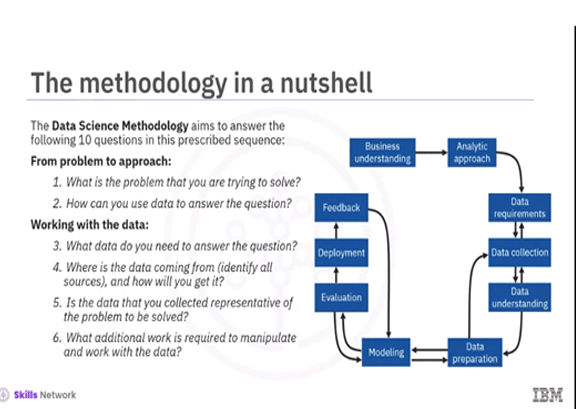 The methodology in a nutshell
The Data Science Methodology aims to answer the
following 10 questions in this prescribed sequence:
From problem to approach:
1. What is the problem that you are trying to solve?
2. How can you use data to answer the question?
Working with the data:
3. What data do you need to answer the question?
4. Where is the data coming from (identify all
sources), and how will you get it?
5. Is the data that you collected representative of
the problem to be solved?
6. What additional work is required to manipulate
and work with the data?
Business
understanding
Analytic
approach
Feedback
Data
requirements
Deployment
Data collection
Evaluation
Data
understanding
Modeling
Data
preparation
Skills Network
IBM